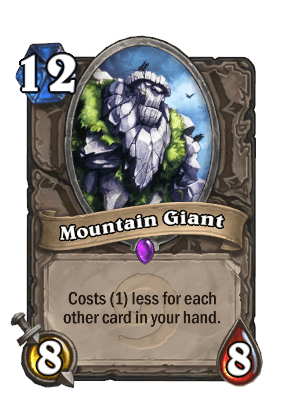 12
Mountain Giant
Costs (1) less for each
other card in your hand.
8
8